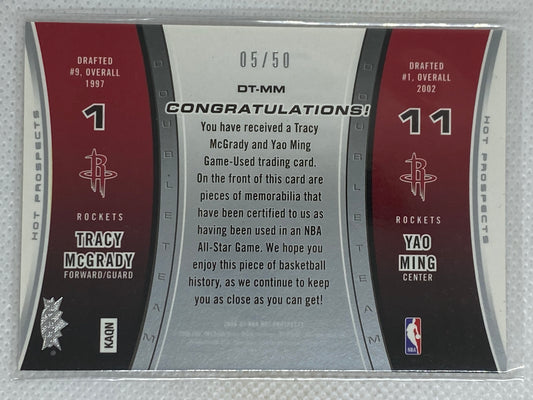 05/50
DT-MM
CONGRATULATIONS!
You have received a Tracy
McGrady and Yao Ming
Game-Used trading card.
On the front of this card are
pieces of memorabilia that
have been certified to us as
having been used in an NBA
All-Star Game. We hope you
enjoy this piece of basketball
history, as we continue to keep
you as close as you can get!
HOT PROSPECTS
DRAFTED
#9, OVERALL
1997
1
R
ROCKETS
TRACY
McGRADY
FORWARD/GUARD
KAQN
DOUBLE TEAM
DOUBLE TEAM
DRAFTED
#1, OVERALL
2002
11
R
ROCKETS
YAO
MING
CENTER
NBA
HOT PROSPECTS